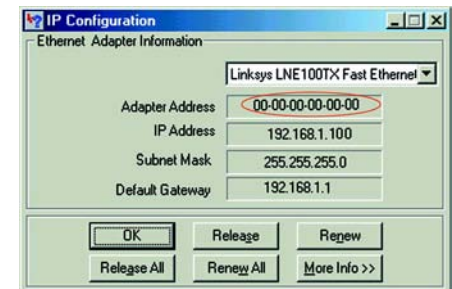 IP Configuration
Ethernet Adapter Information
Linksys LNE100TX Fast Ethernet
Adapter Address 00-00-00-00-00-00
IP Address 192.168.1.100
Subnet Mask 255.255.255.0
Default Gateway 192.168.1.1
OK Release Renew
Release All Renew All More Info >>